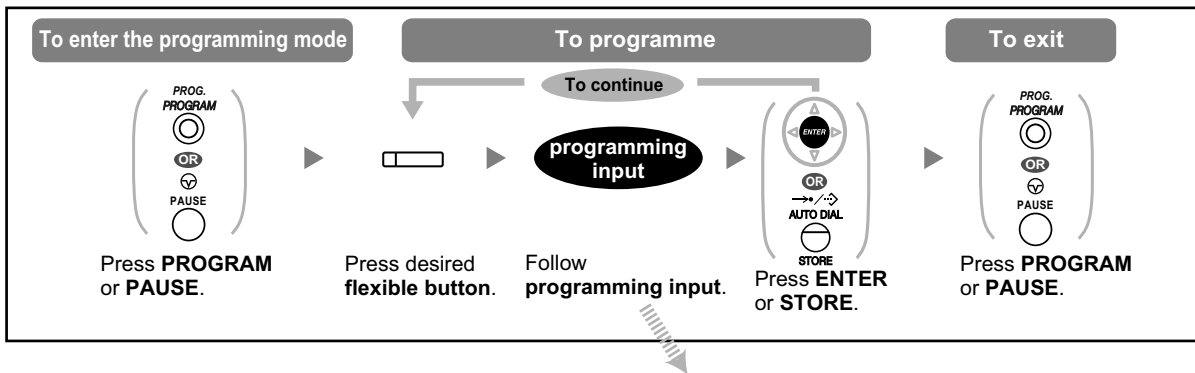 To enter the programming mode
To programme
To exit
To continue
PROG.
PROGRAM
OR
PAUSE
Press PROGRAM
or PAUSE.
Press desired
flexible button.
programming
input
Follow
programming input.
ENTER
OR
AUTO DIAL
STORE
Press ENTER
or STORE.
PROG.
PROGRAM
OR
PAUSE
Press PROGRAM
or PAUSE.